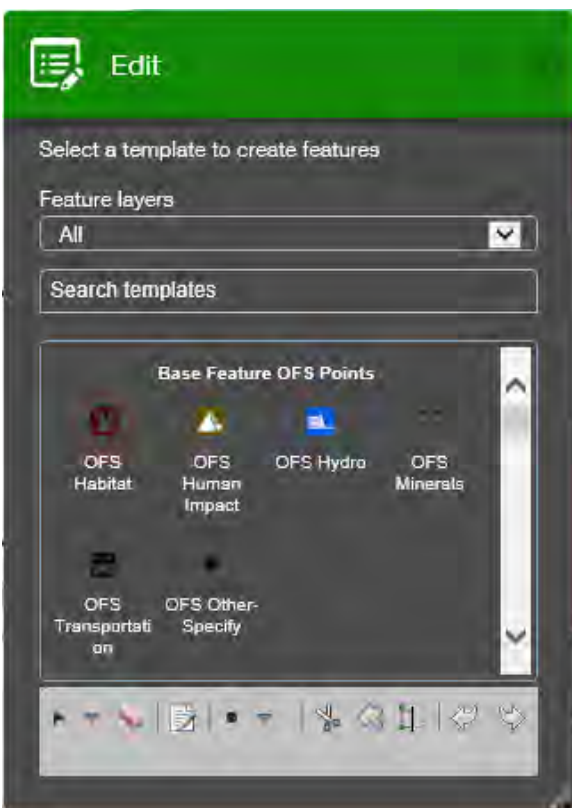 Edit
Select a template to create features
Feature layers
All
Search templates
Base Feature OFS Points
OFS
Habitat
OFS
Human
Impact
OFS Hydro
OFS
Minerals
OFS
Transportati
on
OFS Other-
Specify